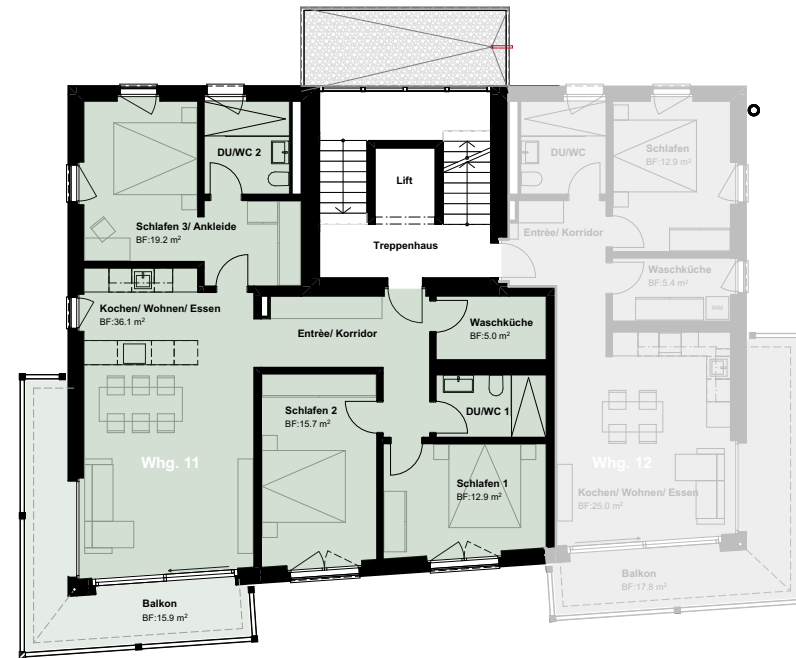 DU/WC 2
Lift
DU/WC
Schlafen
BF:12.9 m²
Schlafen 3/ Ankleide
BF:19.2 m²
Treppenhaus
Entrèe/ Korridor
Waschküche
BF:5.4 m²
WM
Kochen/ Wohnen/ Essen
BF:36.1 m²
Entrèe/ Korridor
Waschküche
BF:5.0 m²
Schlafen 2
BF:15.7 m²
DU/WC 1
Whg. 11
Schlafen 1
BF:12.9 m²
Whg. 12
Kochen/ Wohnen/ Essen
BF:25.0 m²
Balkon
BF:15.9 m²
Balkon
BF:17.8 m²